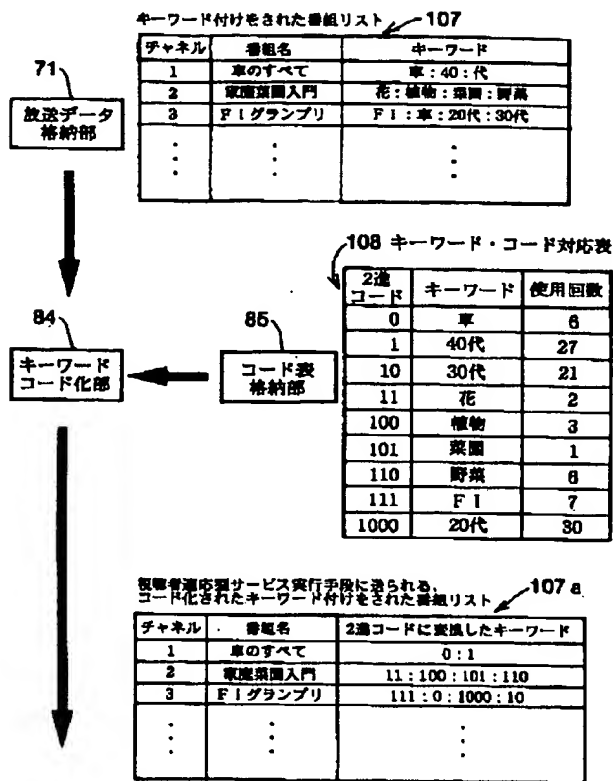 キーワード付けをされた番組リスト 107
チャネル 番組名 キーワード
1 車のすべて 車：40：代
2 家庭菜園入門 花：植物：菜園：野菜
3 FIグランプリ FI：車：20代：30代
71
放送データ
格納部
108 キーワード・コード対応表
2進
コード キーワード 使用回数
0 車 6
1 40代 27
10 30代 21
11 花 2
100 植物 3
101 菜園 1
110 野菜 6
111 FI 7
1000 20代 30
84
キーワード
コード化部
85
コード表
格納部
視聴者適応型サービス実行手段に送られる、
コード化されたキーワード付けをされた番組リスト 107a
チャネル 番組名 2進コードに変換したキーワード
1 車のすべて 0：1
2 家庭菜園入門 11：100：101：110
3 FIグランプリ 111：0：1000：10